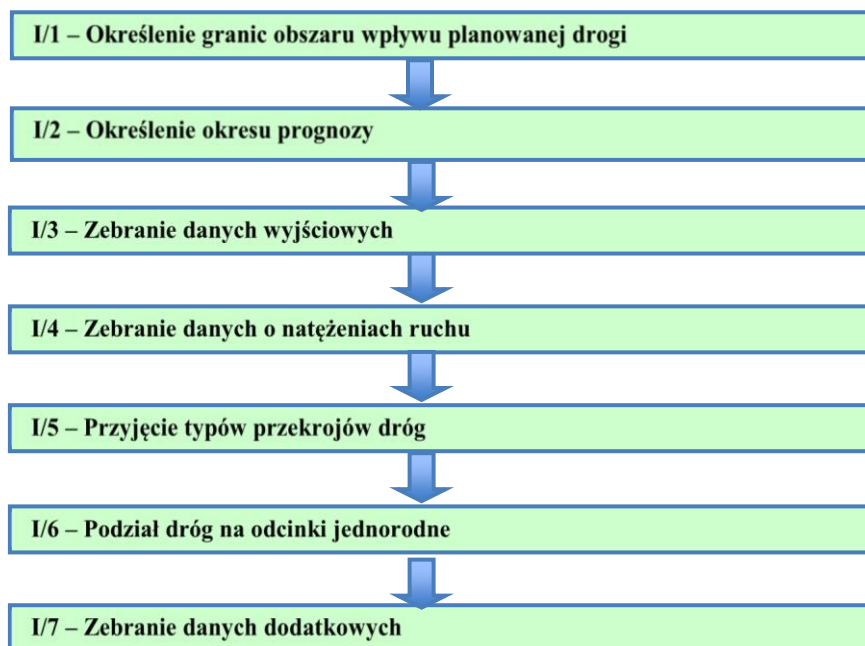 I/1 – Określenie granic obszaru wpływu planowanej drogi
I/2 – Określenie okresu prognozy
I/3 – Zebranie danych wyjściowych
I/4 – Zebranie danych o natężeniach ruchu
I/5 – Przyjęcie typów przekrojów dróg
I/6 – Podział dróg na odcinki jednorodne
I/7 – Zebranie danych dodatkowych